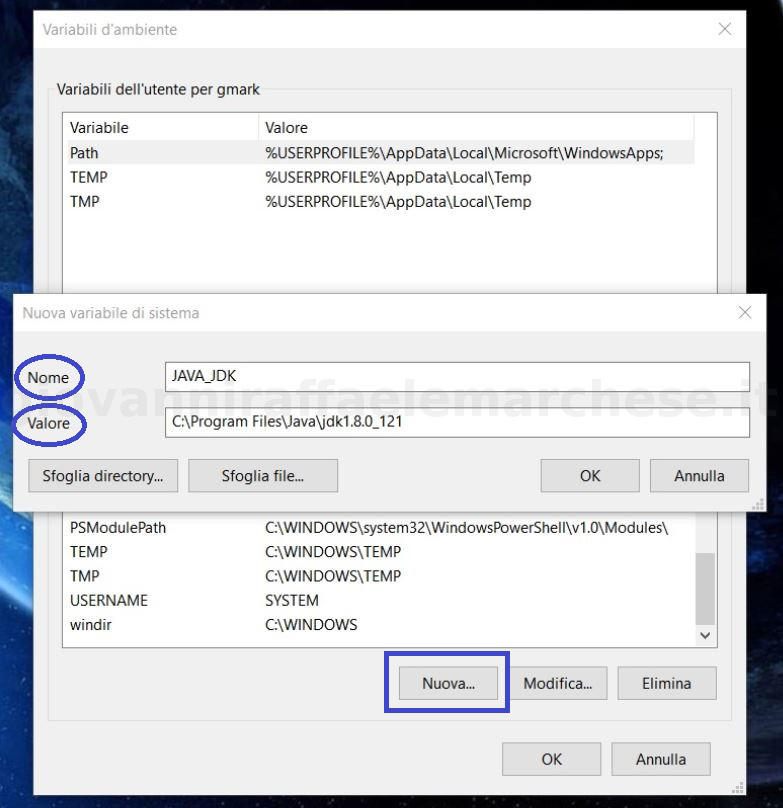 Variabili d'ambiente
Variabili dell'utente per gmark
Variabile Valore
Path %USERPROFILE%\AppData\Local\Microsoft\WindowsApps;
TEMP %USERPROFILE%\AppData\Local\Temp
TMP %USERPROFILE%\AppData\Local\Temp
Nuova variabile di sistema
Nome JAVA_JDK
giovanniraffaelemarchese.it
Valore C:\Program Files\Java\jdk1.8.0_121
Sfoglia directory... Sfoglia file... OK Annulla
PSModulePath C:\WINDOWS\system32\WindowsPowerShell\v1.0\Modules\
TEMP C:\WINDOWS\TEMP
TMP C:\WINDOWS\TEMP
USERNAME SYSTEM
windir C:\WINDOWS
Nuova... Modifica... Elimina
OK Annulla